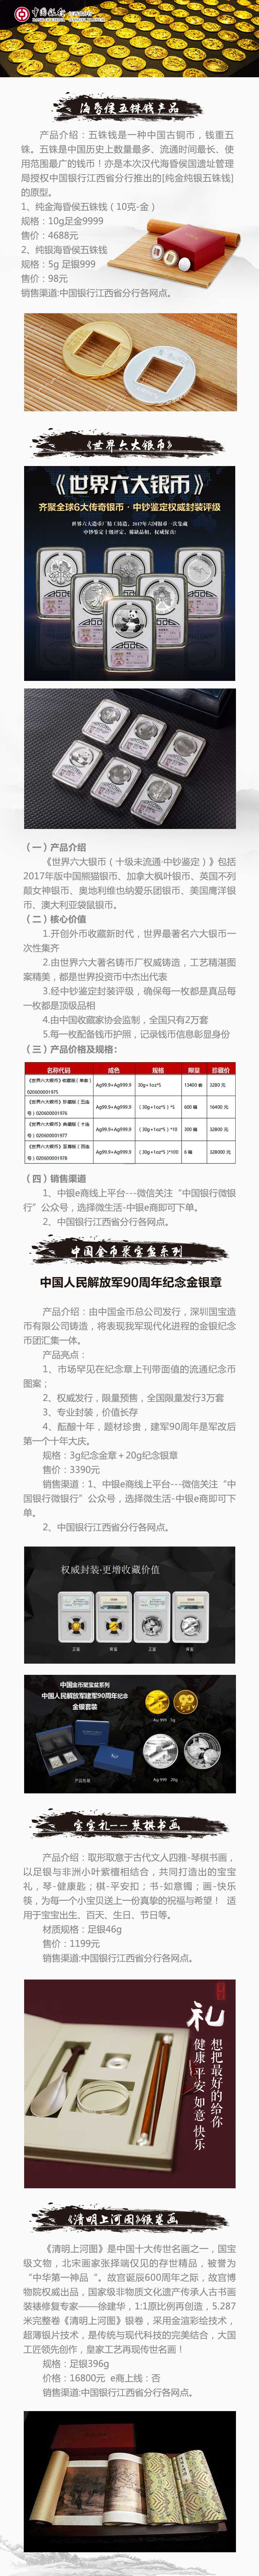 中国银行
海昏侯五铢钱产品
产品介绍：五铢钱是一种中国古铜币，钱重五
铢。五铢是中国历史上数量最多、流通时间最长、使
用范围最广的钱币！亦是本次汉代海昏侯国遗址管理
局授权中国银行江西省分行推出的[纯金纯银五铢钱]
的原型。
1、纯金海昏侯五铢钱（10克-金）
规格：10g足金9999
售价：4688元
2、纯银海昏侯五铢钱
规格：5g 足银999
售价：98元
销售渠道:中国银行江西省分行各网点。
《世界六大银币》
《世界六大银币》
齐聚全球6大传奇银币·中钞鉴定权威封装评级
（一）产品介绍
《世界六大银币（十级未流通·中钞鉴定）》包括
2017年版中国熊猫银币、加拿大枫叶银币、英国不列
颠女神银币、奥地利维也纳爱乐团银币、美国鹰洋银
币、澳大利亚袋鼠银币。
（二）核心价值
1.开创外币收藏新时代，世界最著名六大银币一
次性集齐
2.由世界六大著名铸币厂权威铸造，工艺精湛图
案精美，都是世界投资币中杰出代表
3.经中钞鉴定封装评级，确保每一枚都是真品每
一枚都是顶级品相
4.由中国收藏家协会监制，全国只有2万套
5.每一枚配备钱币护照，记录钱币信息彰显身份
（三）产品价格及规格：
名称代码 成色 规格 限量 珍藏价
《世界六大银币》收藏版（单套）020600001975 Ag99.9+Ag999.9 30g+1oz*5 13400套 3280元
《世界六大银币》珍藏版（五连号）020600001976 Ag99.9+Ag999.9 （30g+1oz*5）*5 600幅 16400元
《世界六大银币》典藏版（十连号）020600001977 Ag99.9+Ag999.9 （30g+1oz*5）*10 300幅 32800元
《世界六大银币》至尊版（百连号）020600001978 Ag99.9+Ag999.9 （30g+1oz*5）*100 6幅 328000元
（四）销售渠道
1、中银e商线上平台---微信关注“中国银行微银
行”公众号，选择微生活-中银e商即可下单。
2、中国银行江西省分行各网点。
中国金币聚宝盆系列
中国人民解放军90周年纪念金银章
产品介绍：由中国金币总公司发行，深圳国宝造
币有限公司铸造，将表现我军现代化进程的金银纪念
币团汇集一体。
产品亮点：
1、市场罕见在纪念章上刊带面值的流通纪念币
图案；
2、权威发行，限量预售，全国限量发行3万套
3、专业封装，价值长存
4、酝酿十年，题材珍贵，建军90周年是军改后
第一个十年大庆。
规格：3g纪念金章＋20g纪念银章
售价：3390元
销售渠道：1、中银e商线上平台---微信关注“中
国银行微银行”公众号，选择微生活-中银e商即可下
单。
2、中国银行江西省分行各网点。
权威封装·更增收藏价值
中国金币聚宝盆系列
中国人民解放军建军90周年纪念
金银套装
Ag 999 20g
宝宝礼--琴棋书画
产品介绍：取形取意于古代文人四雅-琴棋书画，
以足银与非洲小叶紫檀相结合，共同打造出的宝宝
礼，琴-健康匙；棋-平安扣；书-如意镯；画-快乐
筷，为每一个小宝贝送上一份真挚的祝福与希望！ 适
用于宝宝出生、百天、生日、节日等。
材质规格：足银46g
售价：1199元
销售渠道:中国银行江西省分行各网点。
礼
想把最好的给你
健康 平安 如意 快乐
《清明上河图》银卷画
《清明上河图》是中国十大传世名画之一，国宝
级文物，北宋画家张择端仅见的存世精品，被誉为
“中华第一神品“。故宫诞辰600周年之际，故宫博
物院权威出品，国家级非物质文化遗产传承人古书画
装裱修复专家——徐建华，1:1原比例再创造，5.287
米完整卷《清明上河图》银卷，采用金溢彩绘技术，
超薄银片技术，是传统与现代科技的完美结合，大国
工匠领先创作，皇家工艺再现传世名画！
规格：足银396g
价格：16800元 e商上线：否
销售渠道:中国银行江西省分行各网点。